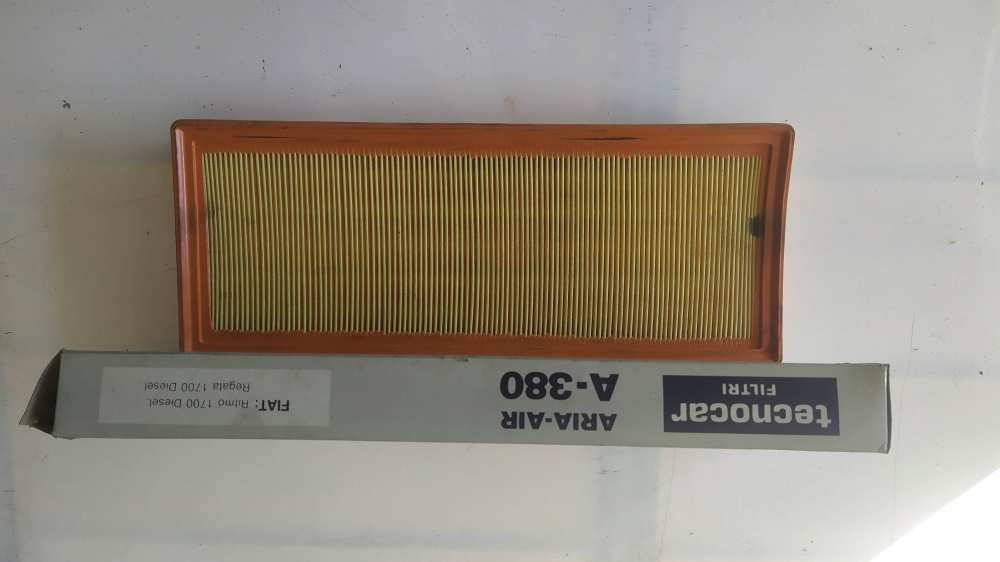 tecnocar
FILTRI
ARIA-AIR
A-380
FIAT: Ritmo 1700 Diesel.
Regata 1700 Diesel